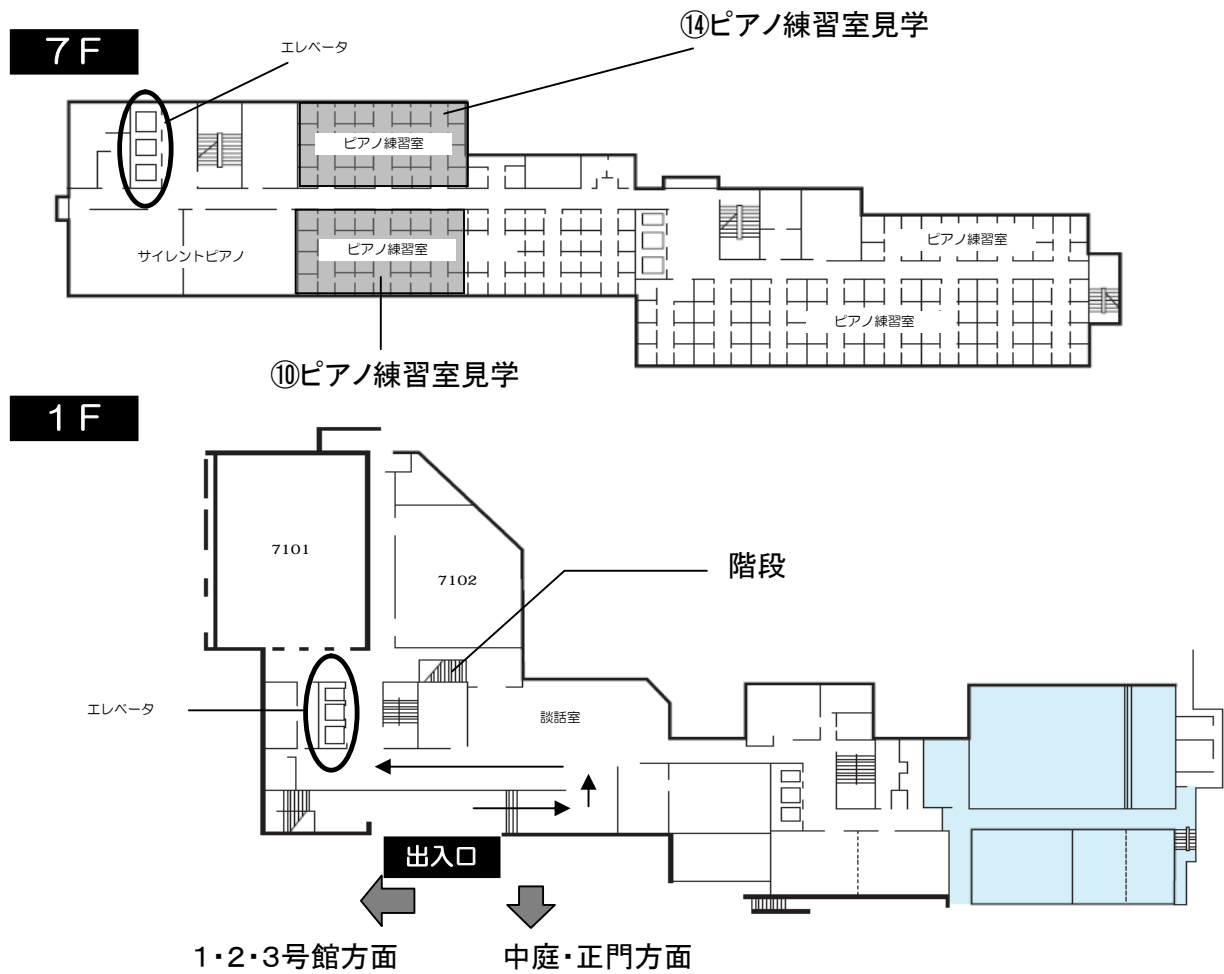 ⑭ピアノ練習室見学
7F
エレベータ
ピアノ練習室
ピアノ練習室
サイレントピアノ
ピアノ練習室
ピアノ練習室
⑩ピアノ練習室見学
1F
7101
7102
階段
エレベータ
談話室
出入口
1・2・3号館方面
中庭・正門方面